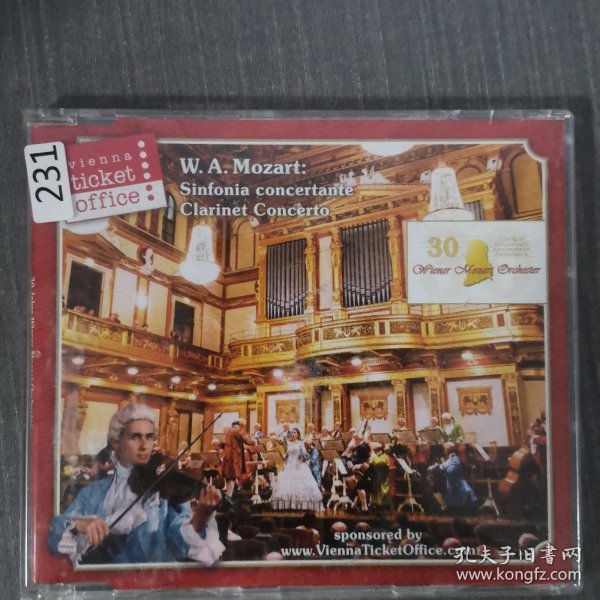 231
vienna
ticket
office
W. A. Mozart:
Sinfonia concertante
Clarinet Concerto
30
Wiener Mozart Orchester
sponsored by
www.ViennaTicketOffice.com
孔夫子旧书网
www.kongfz.com